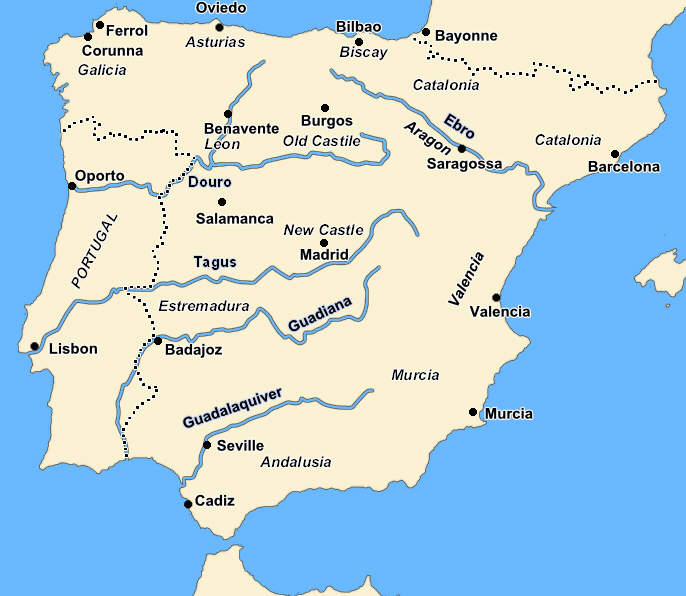 Oviedo
Bilbao
Ferrol
Corunna
Bayonne
Asturias
Biscay
Galicia
Catalonia
Burgos
Benavente
Leon
Old Castile
Ebro
Aragon
Saragossa
Catalonia
Barcelona
Oporto
Douro
Salamanca
PORTUGAL
New Castle
Madrid
Tagus
Valencia
Valencia
Estremadura
Guadiana
Lisbon
Badajoz
Murcia
Guadalaquiver
Murcia
Seville
Andalusia
Cadiz